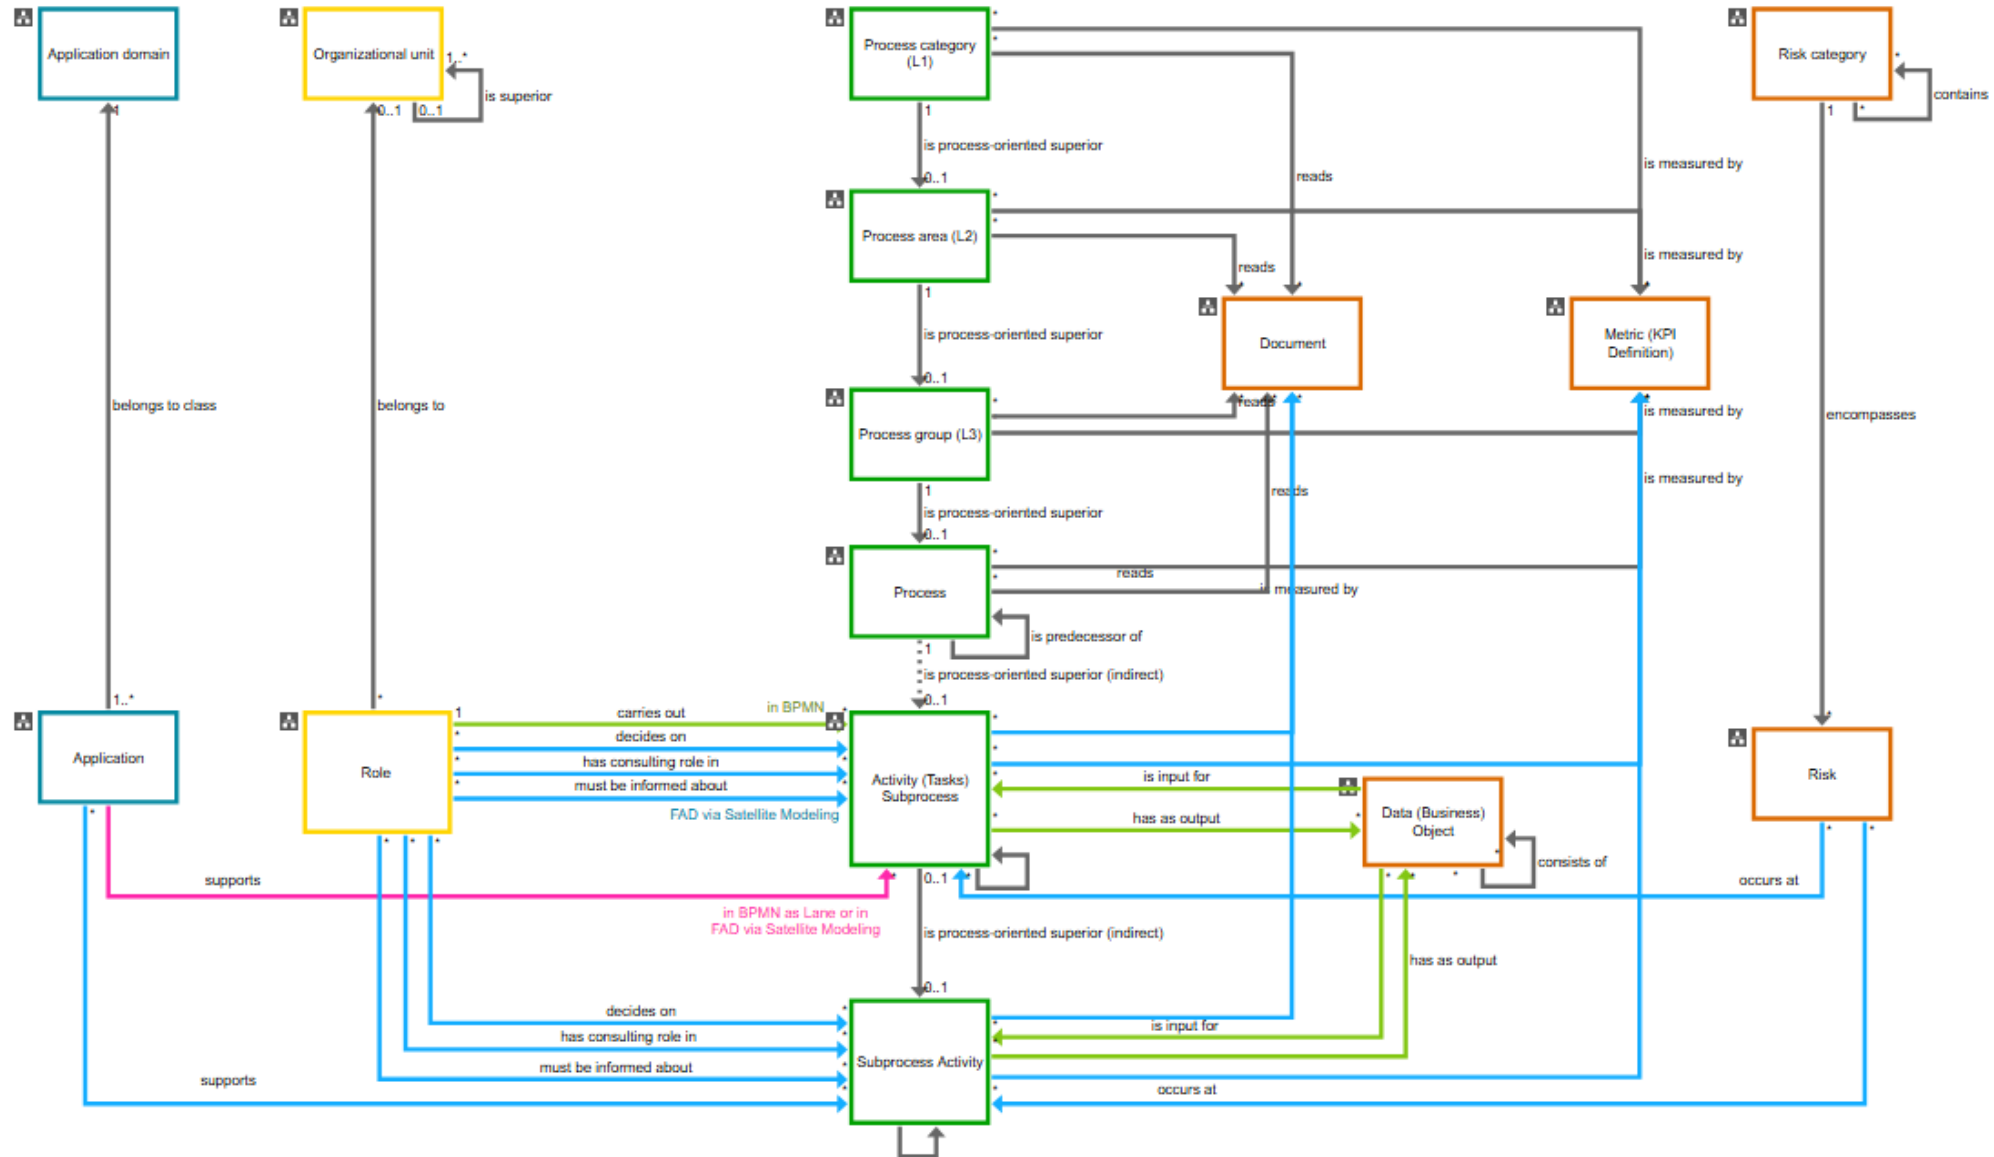 Application domain
Organizational unit
1..*
is superior
0..1
0..1
1
Process category
(L1)
*
*
1
is process-oriented superior
0..1
reads
is measured by
Risk category
*
contains
1
*
Process area (L2)
*
*
reads
is measured by
1
is process-oriented superior
0..1
Document
Metric (KPI
Definition)
belongs to class
belongs to
encompasses
Process group (L3)
*
reads
is measured by
1
is process-oriented superior
0..1
reads
is measured by
Process
*
*
reads
is measured by
is predecessor of
1
is process-oriented superior (indirect)
0..1
1..*
*
Application
Role
1
carries out
in BPMN
*
decides on
*
has consulting role in
*
must be informed about
FAD via Satellite Modeling
Activity (Tasks)
Subprocess
*
*
*
is input for
*
has as output
*
Data (Business)
Object
*
consists of
*
Risk
*
*
*
supports
in BPMN as Lane or in
FAD via Satellite Modeling
0..1
*
*
occurs at
is process-oriented superior (indirect)
0..1
has as output
* * *
decides on
*
has consulting role in
*
must be informed about
*
supports
*
Subprocess Activity
*
is input for
*
*
occurs at